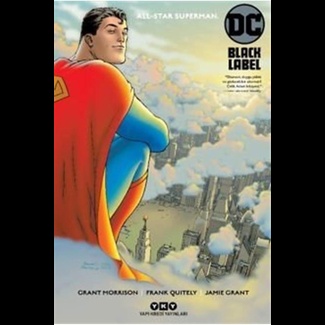 ALL-STAR SUPERMAN.
DC
BLACK
LABEL
GRANT MORRISON
FRANK QUITELY
JAMIE GRANT
YKY
YAPI KREDİ YAYINLARI